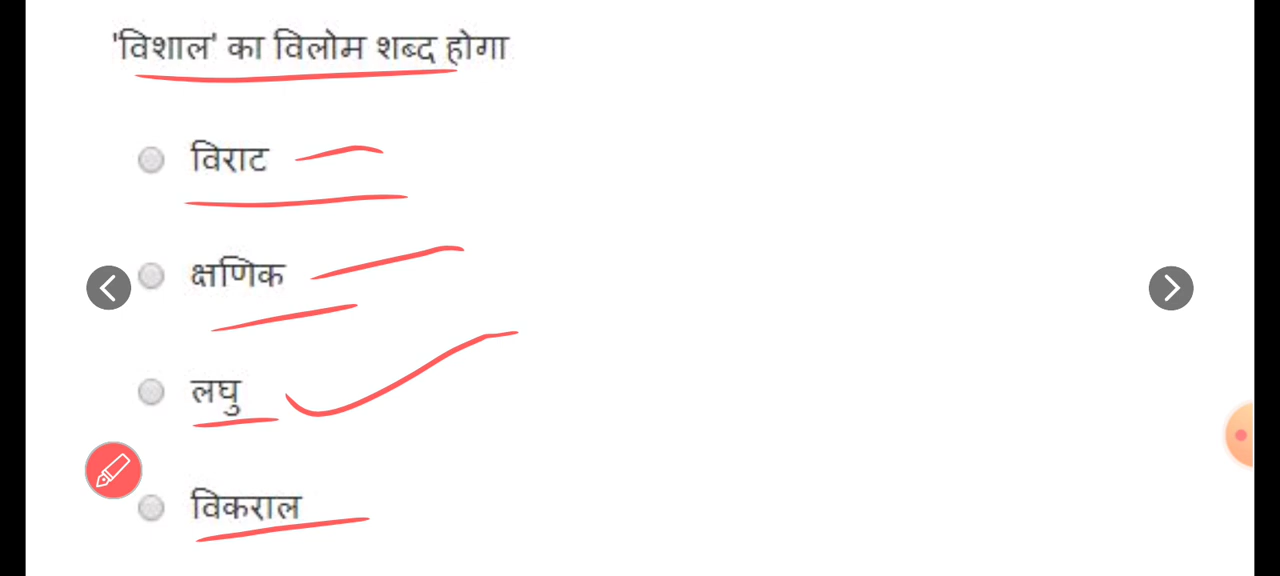 'विशाल' का विलोम शब्द होगा
विराट
क्षणिक
लघु
विकराल